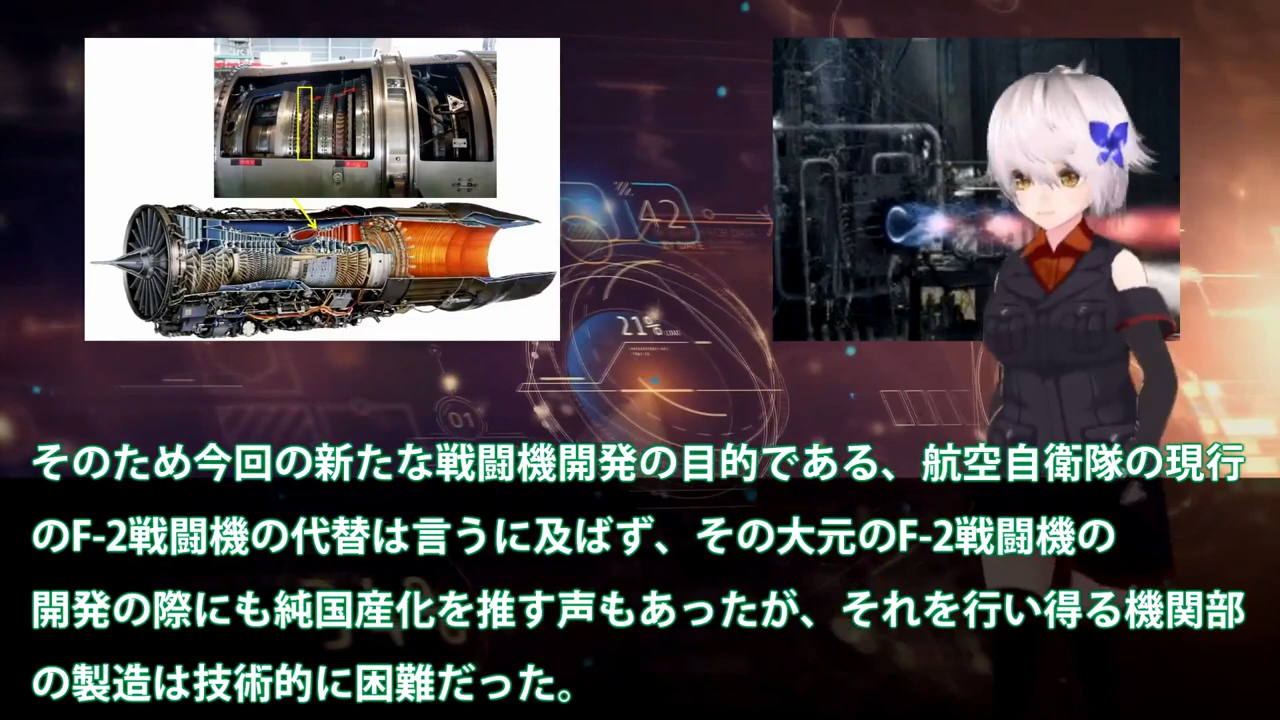 A2
21%
01
そのため今回の新たな戦闘機開発の目的である、航空自衛隊の現行
のF-2戦闘機の代替は言うに及ばず、その大元のF-2戦闘機の
開発の際にも純国産化を推す声もあったが、それを行い得る機関部
の製造は技術的に困難だった。